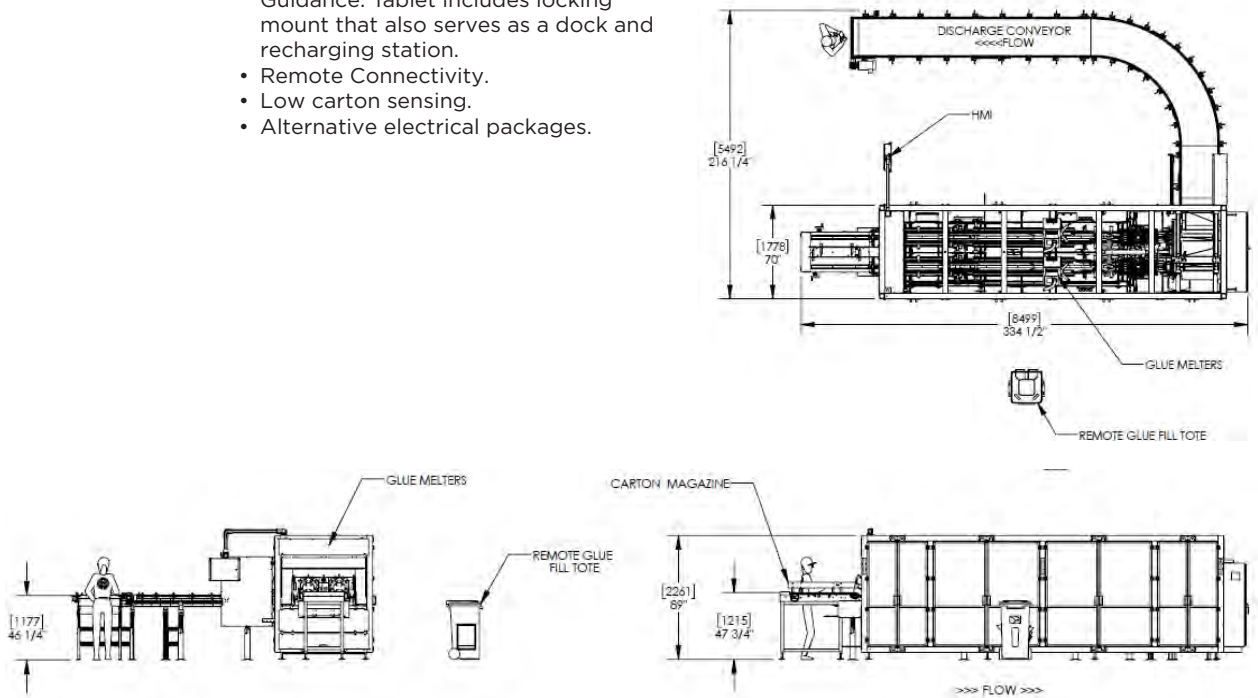 Guidance. Tablet includes locking
mount that also serves as a dock and
recharging station.
• Remote Connectivity.
• Low carton sensing.
• Alternative electrical packages.
DISCHARGE CONVEYOR
<<<<FLOW
HMI
[5492]
216 1/4"
[1778]
70"
[8499]
334 1/2"
GLUE MELTERS
REMOTE GLUE FILL TOTE
GLUE MELTERS
REMOTE GLUE
FILL TOTE
[1177]
46 1/4"
CARTON MAGAZINE
[2261]
89"
[1215]
47 3/4"
>>> FLOW >>>